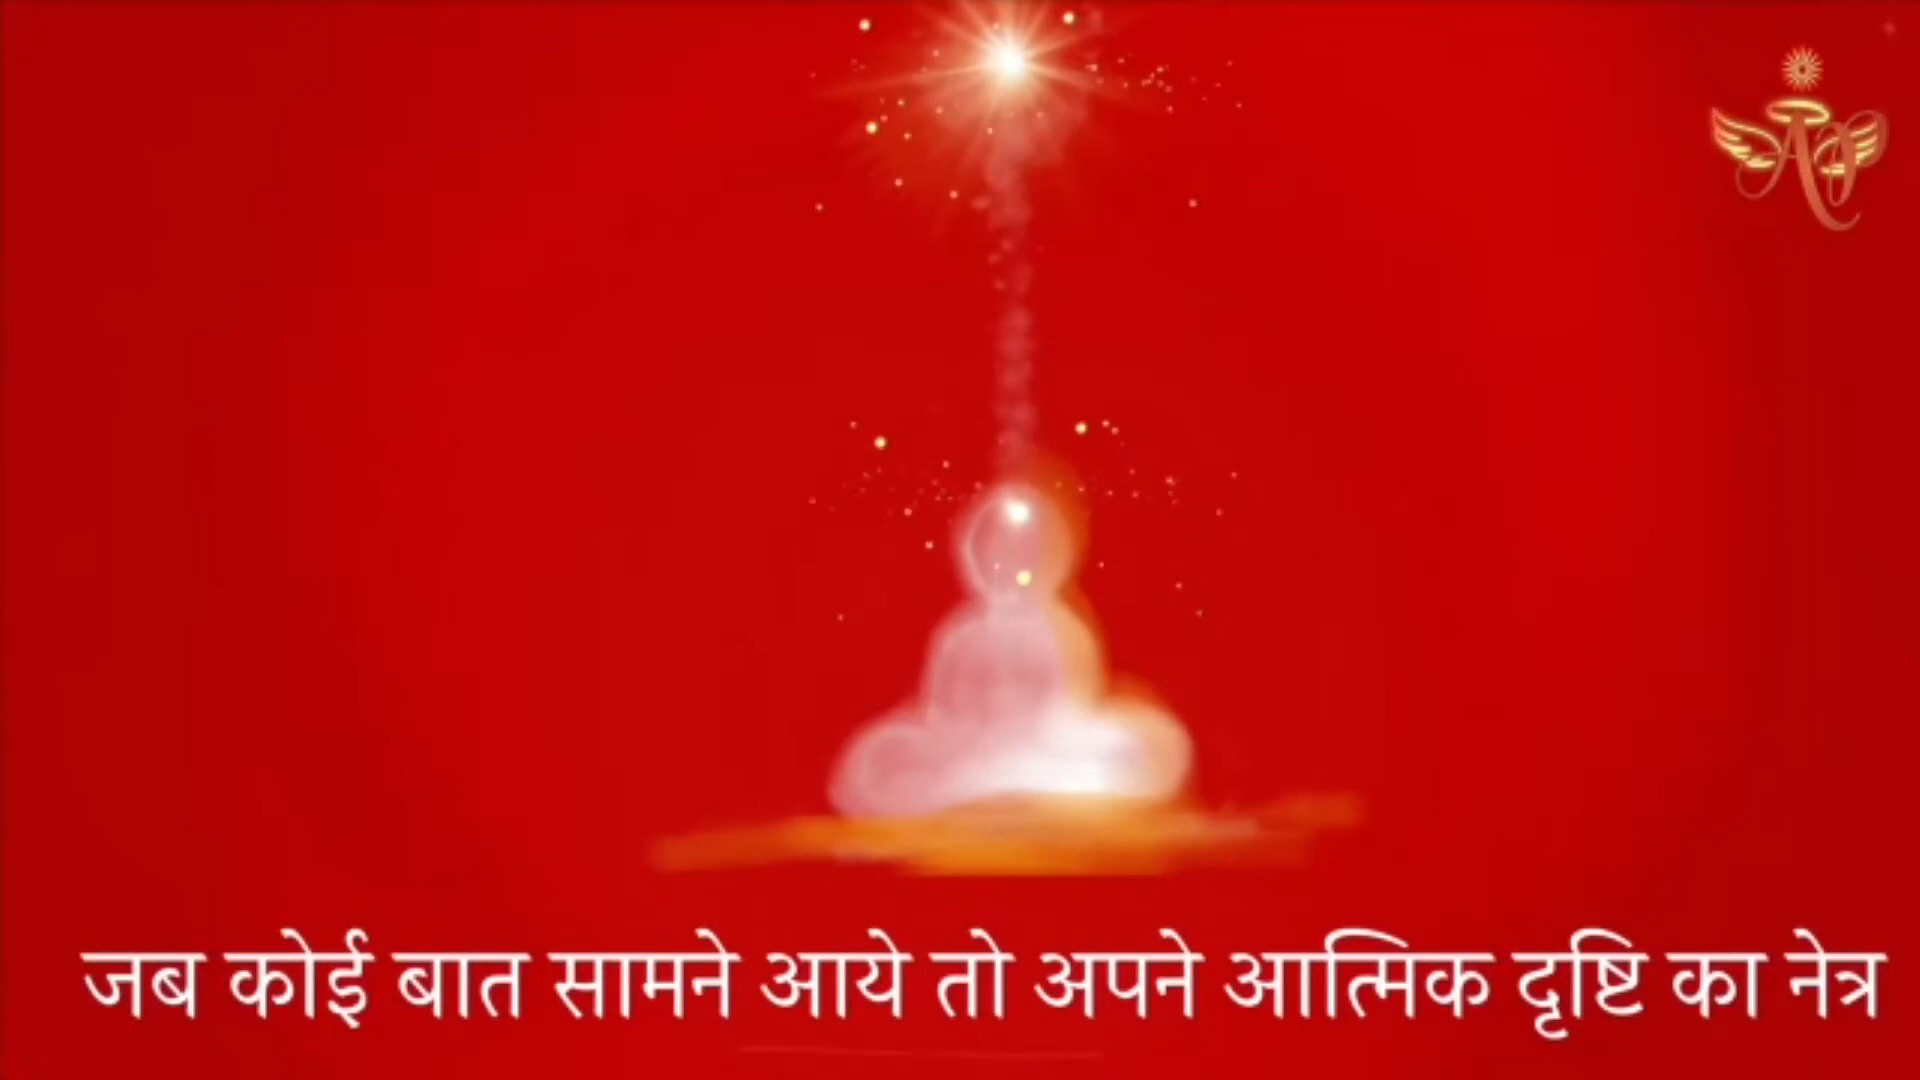 जब कोई बात सामने आये तो अपने आत्मिक दृष्टि का नेत्र